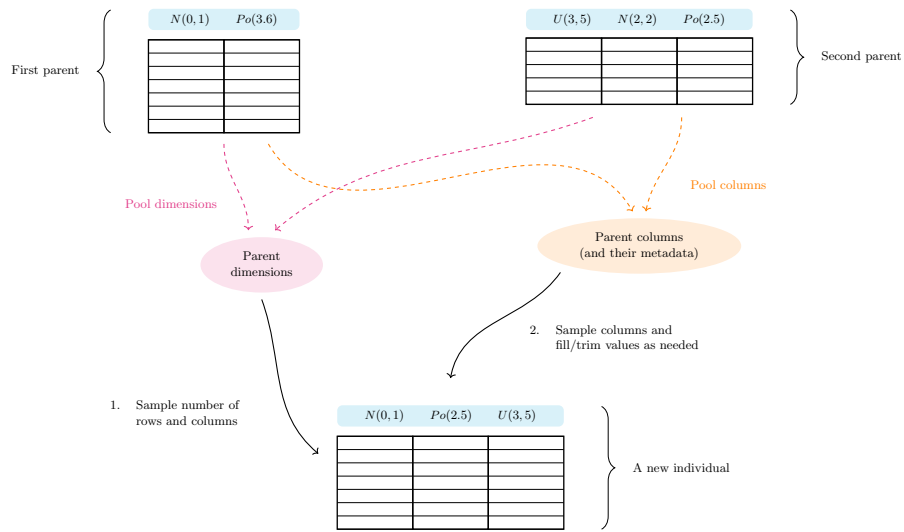 N(0, 1) Po(3.6)
U(3, 5) N(2, 2) Po(2.5)
First parent
Second parent
Pool dimensions
Pool columns
Parent
dimensions
Parent columns
(and their metadata)
2. Sample columns and
fill/trim values as needed
1. Sample number of
rows and columns
N(0, 1) Po(2.5) U(3, 5)
A new individual